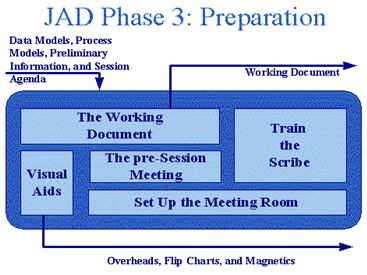 JAD Phase 3: Preparation
Data Models, Process
Models, Preliminary
Information, and Session
Agenda
Working Document
The Working
Document
Train
the
Scribe
Visual
Aids
The pre-Session
Meeting
Set Up the Meeting Room
Overheads, Flip Charts, and Magnetics